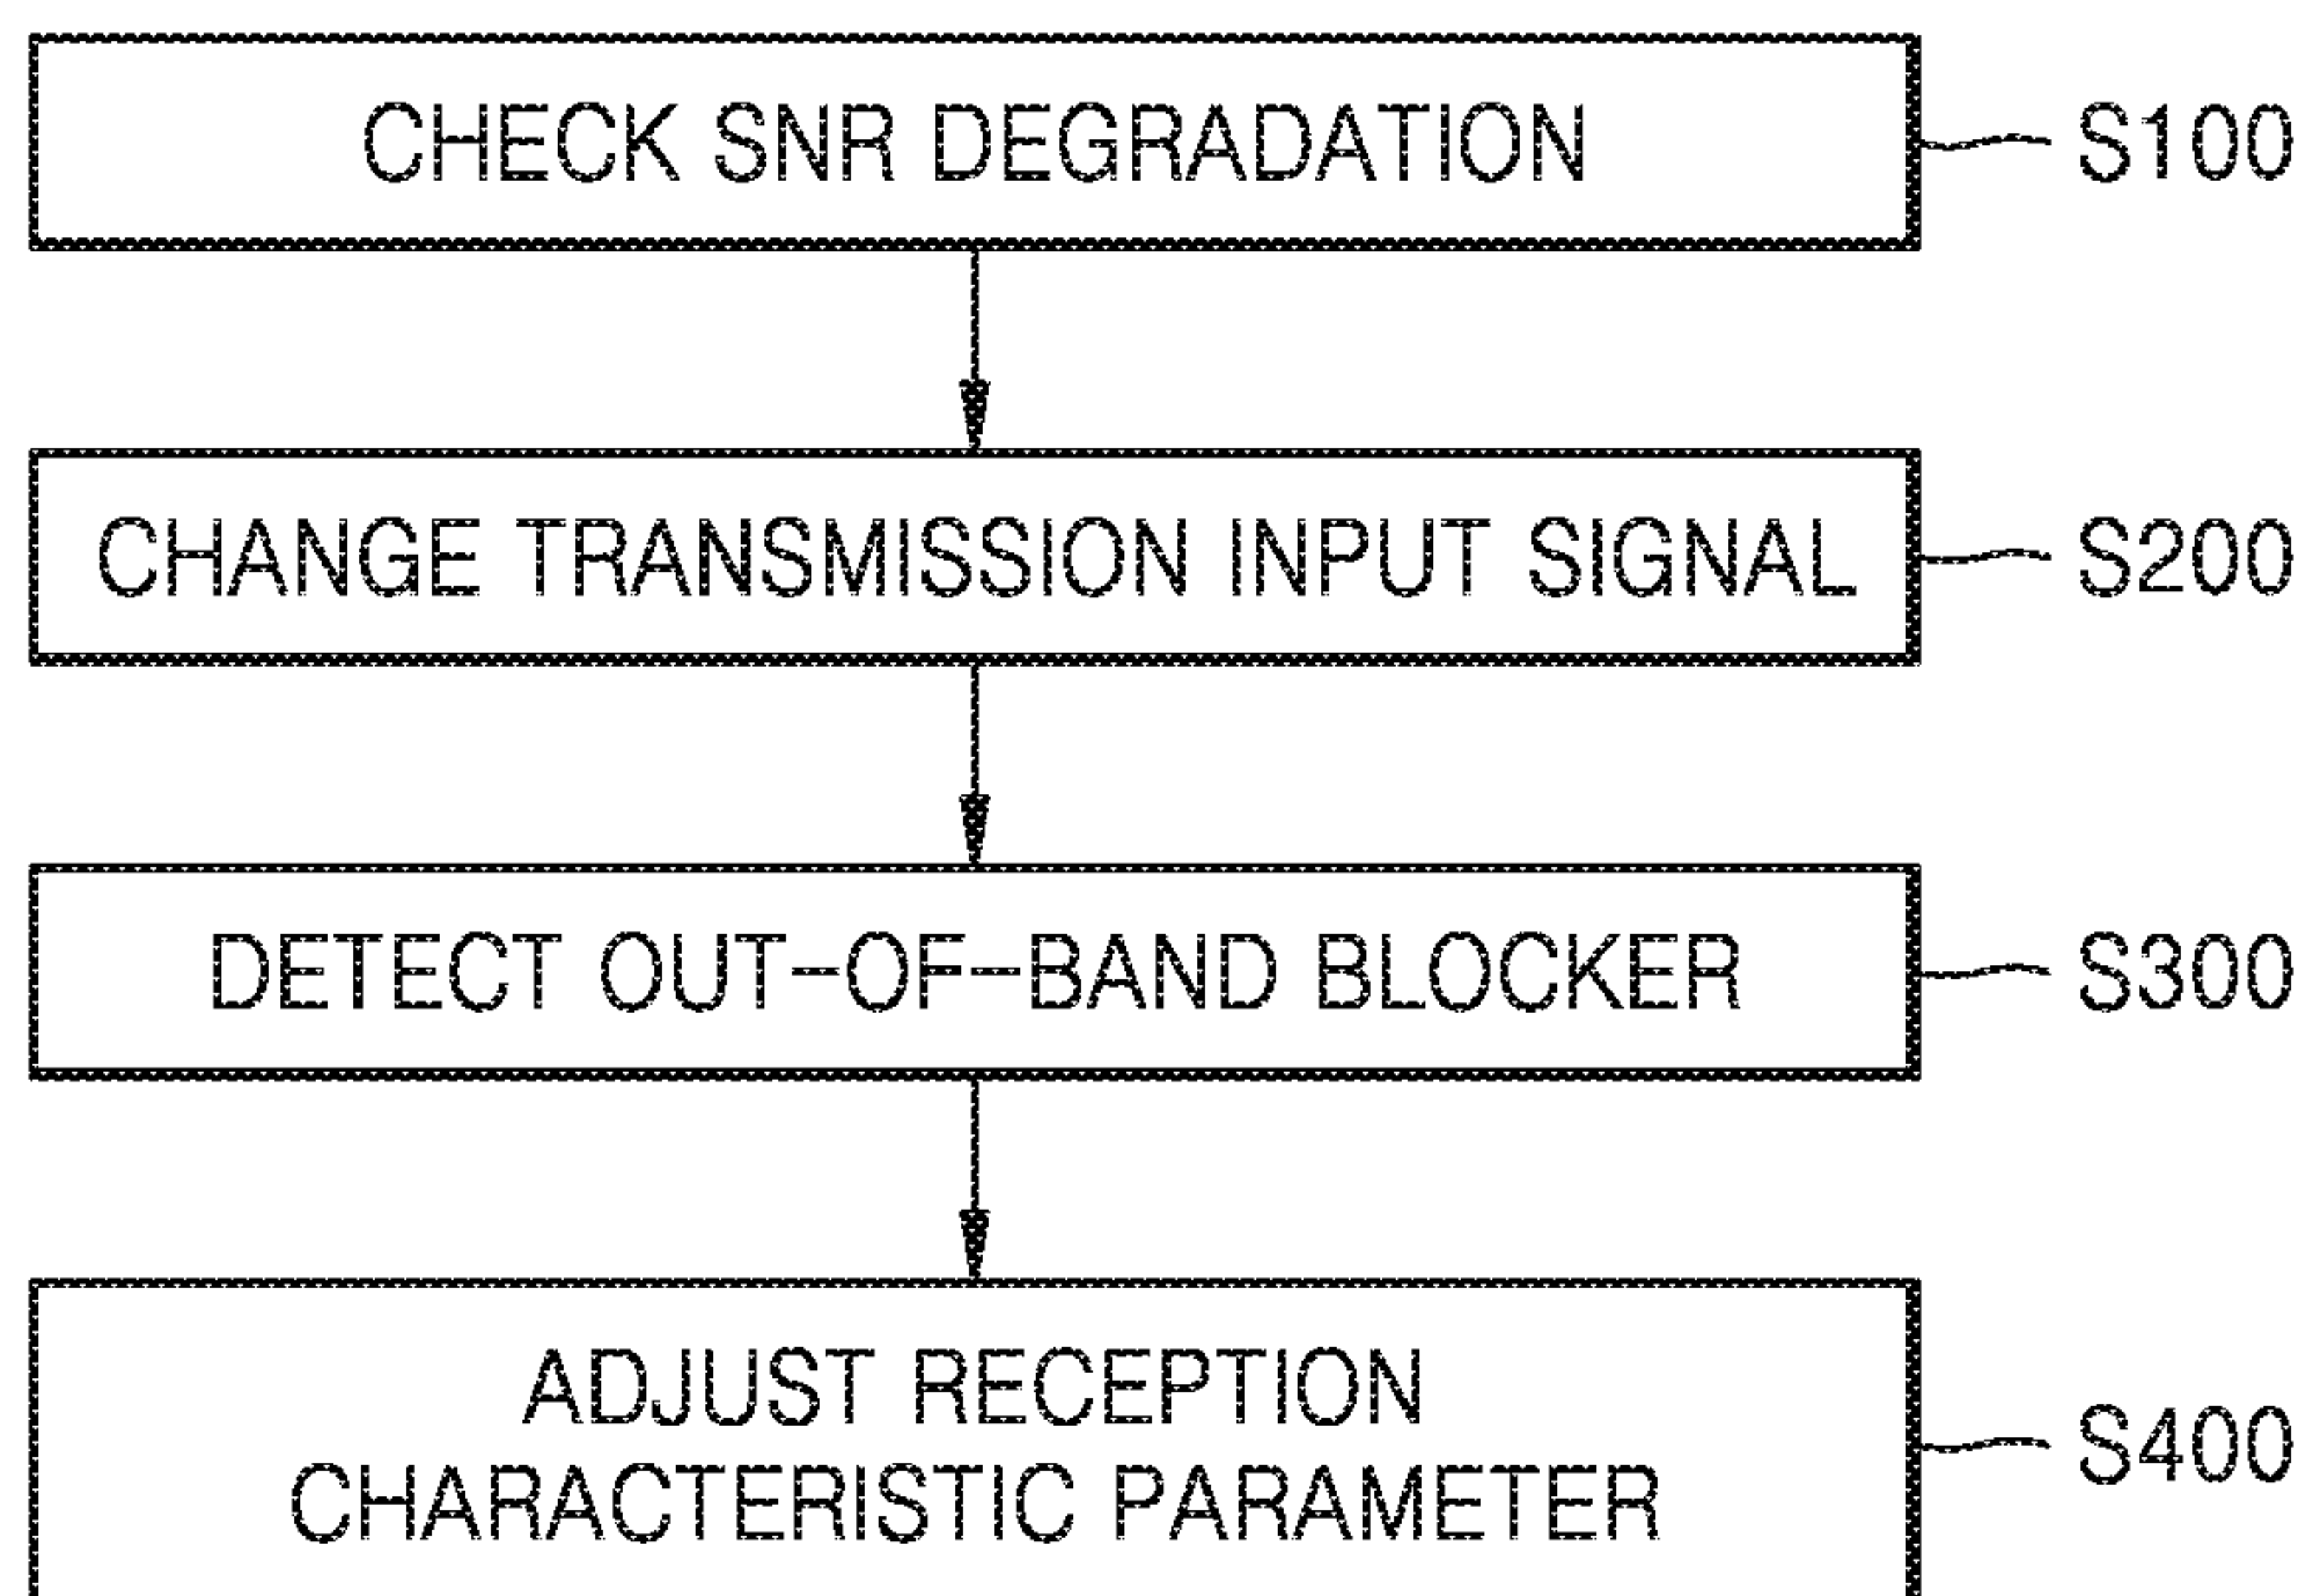 CHECK SNR DEGRADATION S100
CHANGE TRANSMISSION INPUT SIGNAL S200
DETECT OUT-OF-BAND BLOCKER S300
ADJUST RECEPTION
CHARACTERISTIC PARAMETER S400